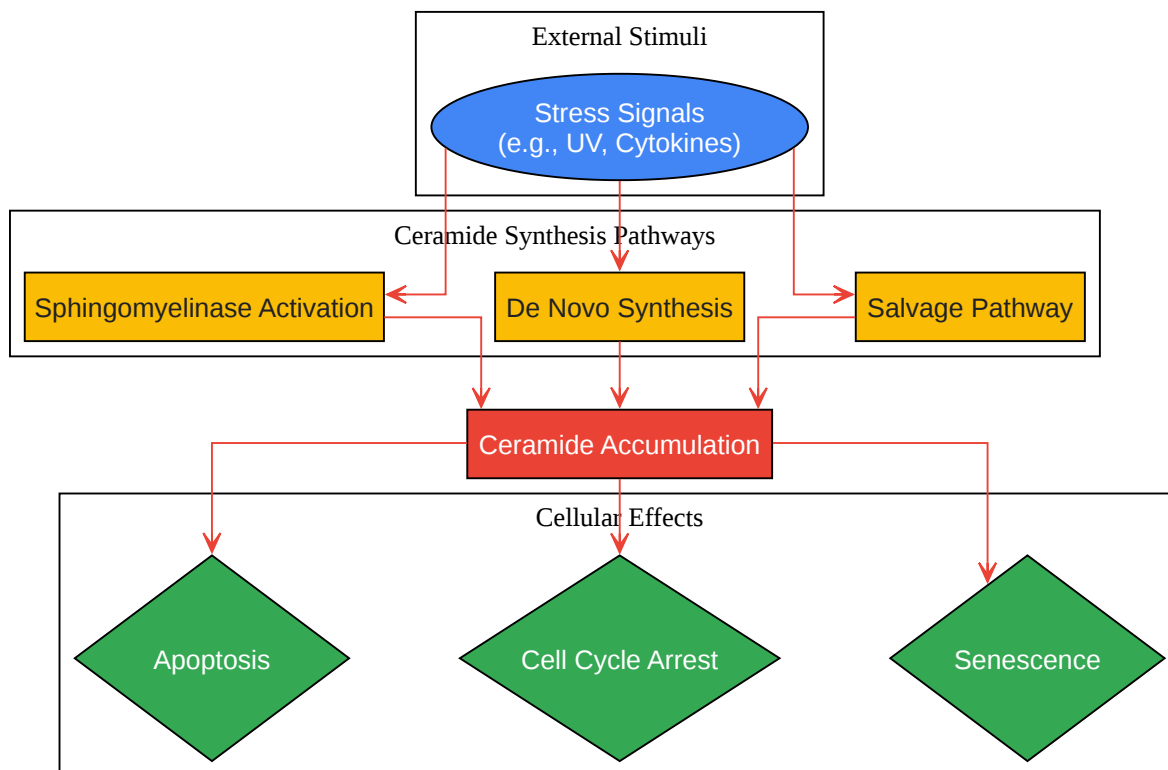 External Stimuli
Stress Signals
(e.g., UV, Cytokines)
Ceramide Synthesis Pathways
Sphingomyelinase Activation
De Novo Synthesis
Salvage Pathway
Ceramide Accumulation
Cellular Effects
Apoptosis
Cell Cycle Arrest
Senescence